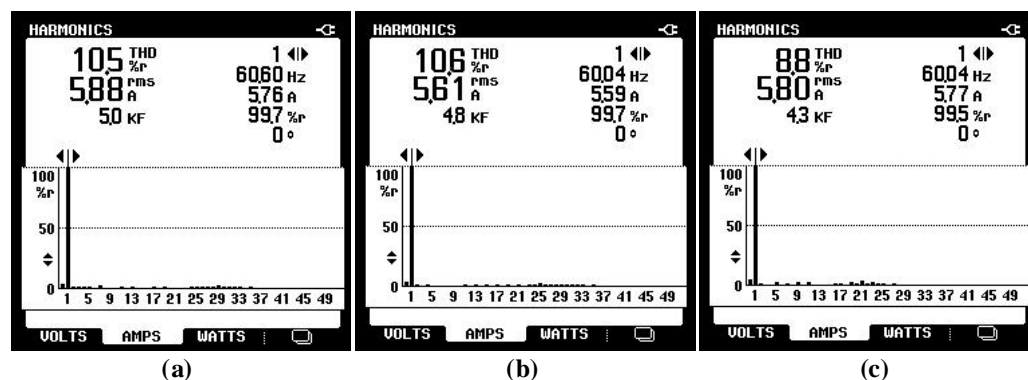 HARMONICS
10,5 THD %r
5,88 rms A
5,0 KF
1
60,60 Hz
5,76 A
99,7 %r
0 °
100
%r
50
0
1 5 9 13 17 21 25 29 33 37 41 45 49
VOLTS AMPS WATTS
(a)
HARMONICS
10,6 THD %r
5,61 rms A
4,8 KF
1
60,04 Hz
5,59 A
99,7 %r
0 °
100
%r
50
0
1 5 9 13 17 21 25 29 33 37 41 45 49
VOLTS AMPS WATTS
(b)
HARMONICS
8,8 THD %r
5,80 rms A
4,3 KF
1
60,04 Hz
5,77 A
99,5 %r
0 °
100
%r
50
0
1 5 9 13 17 21 25 29 33 37 41 45 49
VOLTS AMPS WATTS
(c)